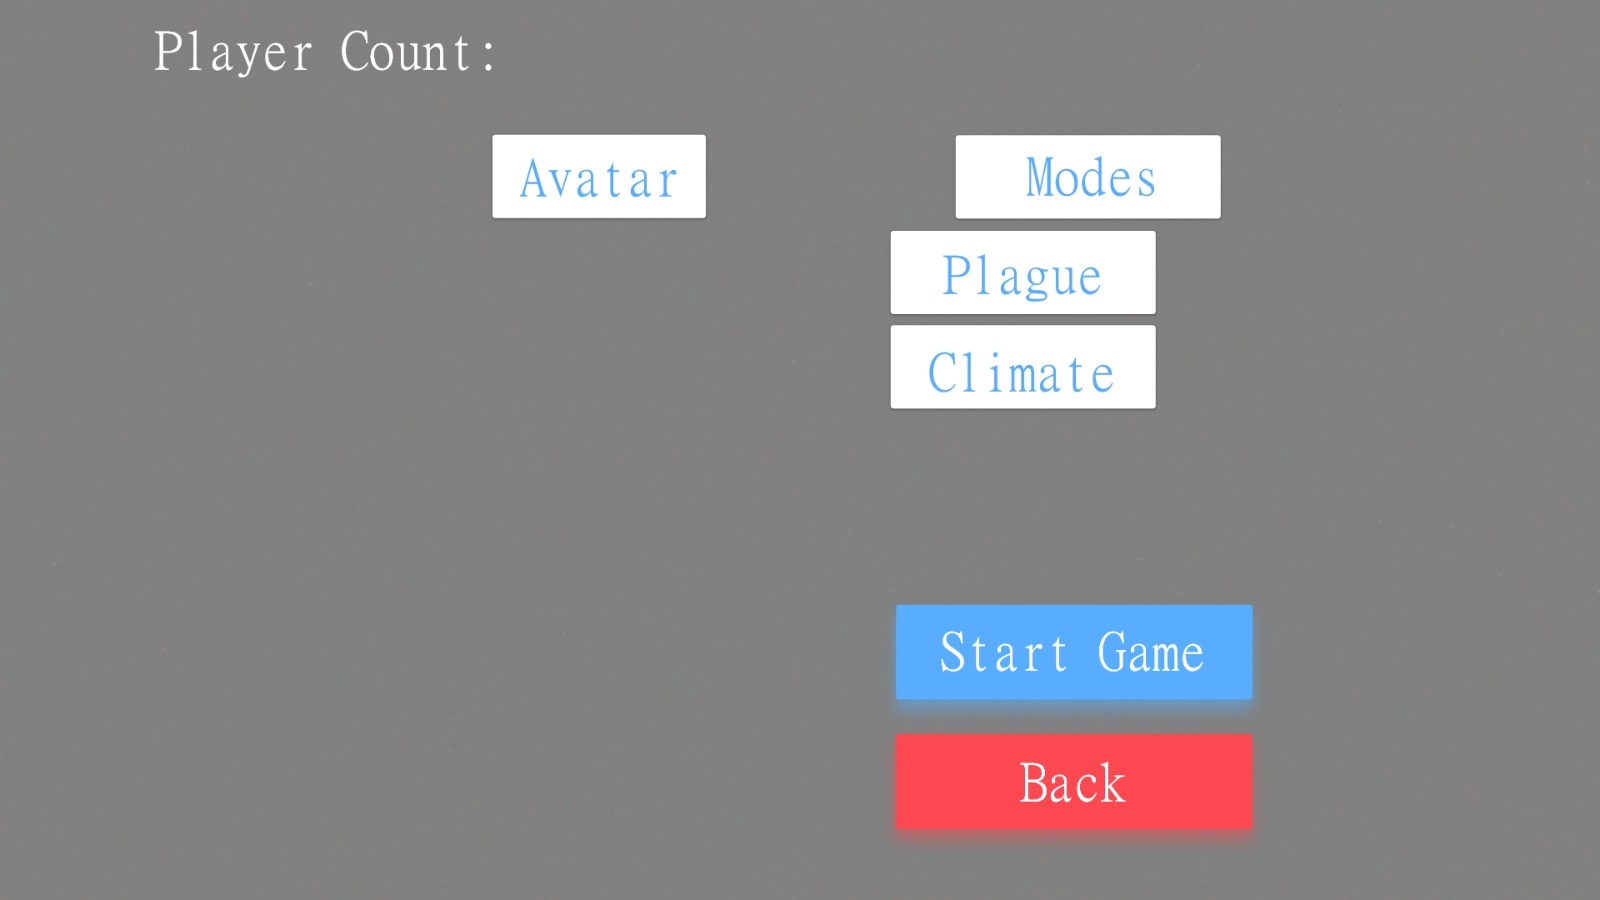 Player Count:
Avatar
Modes
Plague
Climate
Start Game
Back